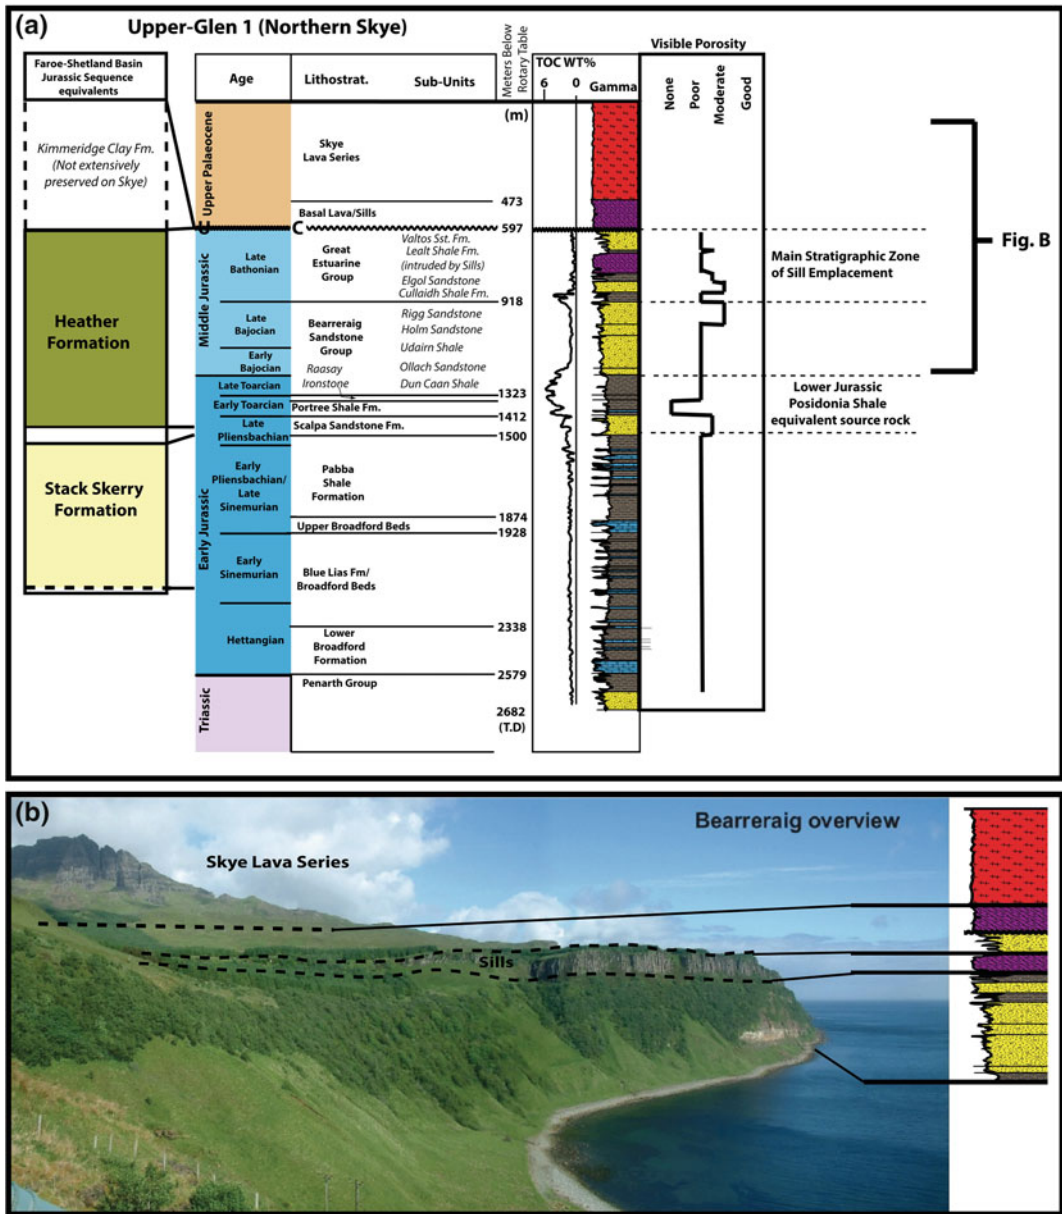 (a)
Upper-Glen 1 (Northern Skye)
Faroe-Shetland Basin
Jurassic Sequence
equivalents
Kimmeridge Clay Fm.
(Not extensively
preserved on Skye)
Heather
Formation
Stack Skerry
Formation
Age
Lithostrat.
Sub-Units
Meters Below
Rotary Table
(m)
TOC WT%
6 0
Gamma
Visible Porosity
None
Poor
Moderate
Good
Upper Palaeocene
Skye
Lava Series
473
Basal Lava/Sills
C
C
597
Middle Jurassic
Late
Bathonian
Great
Estuarine
Group
Valtos Sst. Fm.
Lealt Shale Fm.
(intruded by Sills)
Elgol Sandstone
Cullaidh Shale Fm.
918
Late
Bajocian
Early
Bajocian
Bearreraig
Sandstone
Group
Rigg Sandstone
Holm Sandstone
Udairn Shale
Ollach Sandstone
Dun Caan Shale
Raasay
Ironstone
Early Jurassic
Late Toarcian
1323
Early Toarcian
Portree Shale Fm.
1412
Late
Pliensbachian
Scalpa Sandstone Fm.
1500
Early
Pliensbachian/
Late
Sinemurian
Pabba
Shale
Formation
1874
Upper Broadford Beds
1928
Early
Sinemurian
Blue Lias Fm/
Broadford Beds
2338
Hettangian
Lower
Broadford
Formation
2579
Triassic
Penarth Group
2682
(T.D)
Main Stratigraphic Zone
of Sill Emplacement
Lower Jurassic
Posidonia Shale
equivalent source rock
Fig. B
(b)
Bearreraig overview
Skye Lava Series
Sills